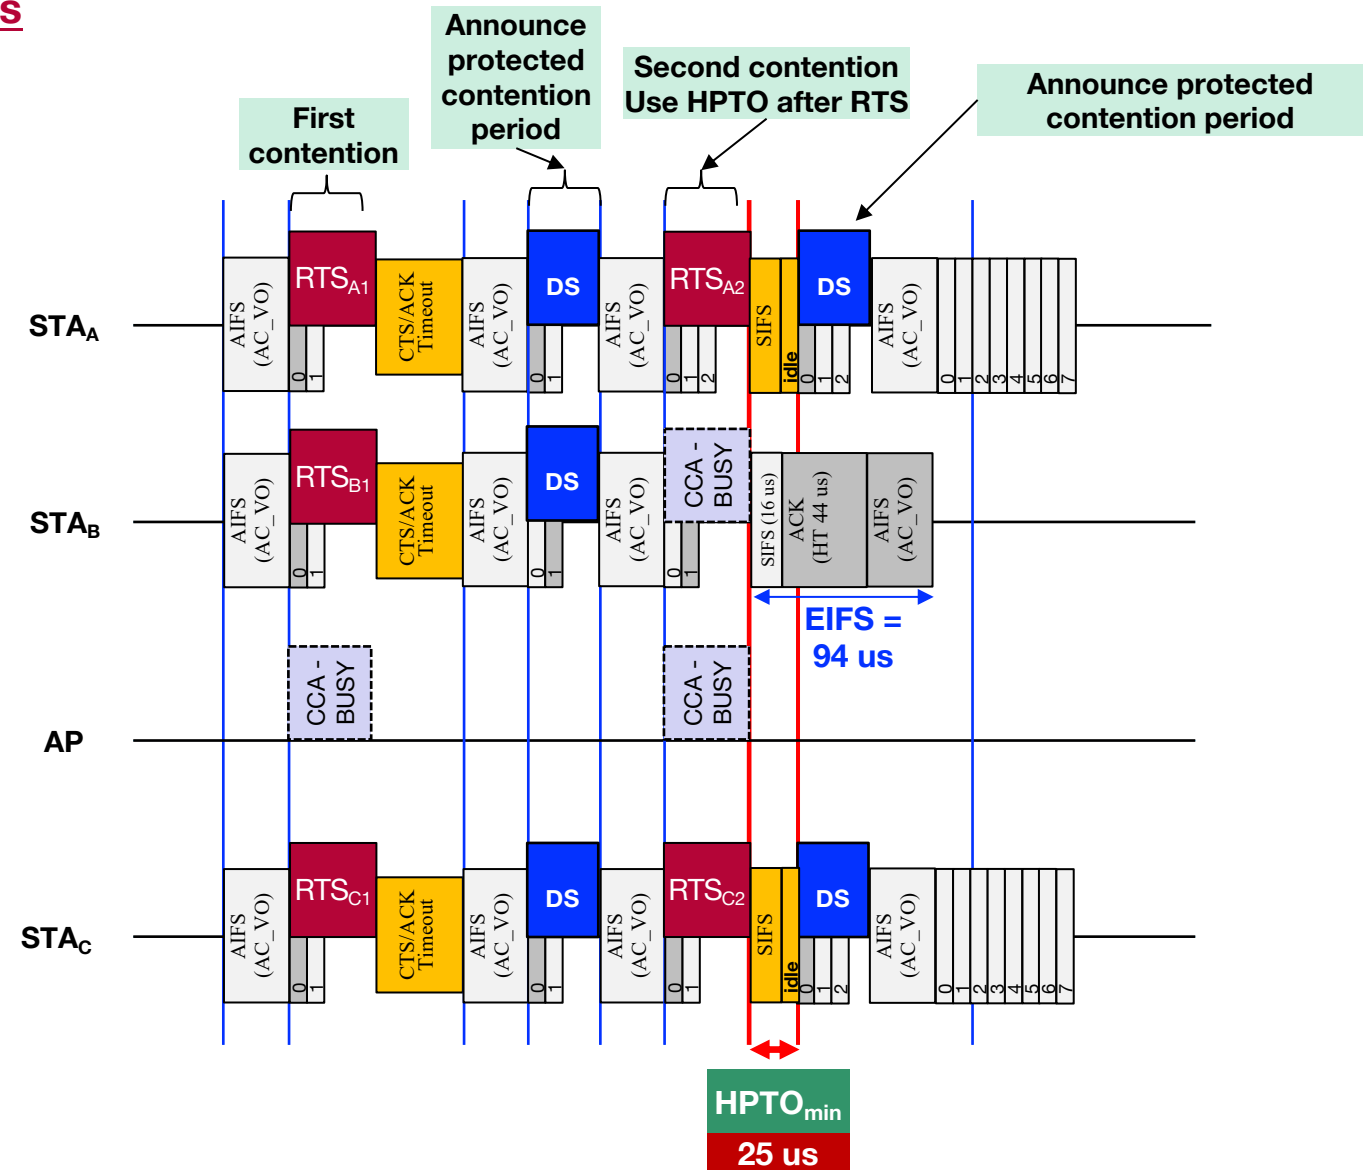 s
Announce
protected
contention
period
Second contention
Use HPTO after RTS
Announce protected
contention period
First
contention
STAA
AIFS
(AC_VO)
RTSA1
0
1
CTS/ACK
Timeout
AIFS
(AC_VO)
DS
0
1
AIFS
(AC_VO)
RTSA2
0
1
2
SIFS
idle
DS
0
1
2
AIFS
(AC_VO)
0
1
2
3
4
5
6
7
STAB
AIFS
(AC_VO)
RTSB1
0
1
CTS/ACK
Timeout
AIFS
(AC_VO)
DS
0
1
AIFS
(AC_VO)
CCA -
BUSY
0
1
SIFS (16 us)
ACK
(HT 44 us)
AIFS
(AC_VO)
EIFS =
94 us
AP
CCA -
BUSY
CCA -
BUSY
STAC
AIFS
(AC_VO)
RTSC1
0
1
CTS/ACK
Timeout
AIFS
(AC_VO)
DS
0
1
AIFS
(AC_VO)
RTSC2
0
1
SIFS
idle
DS
0
1
2
AIFS
(AC_VO)
0
1
2
3
4
5
6
7
HPTOmin
25 us